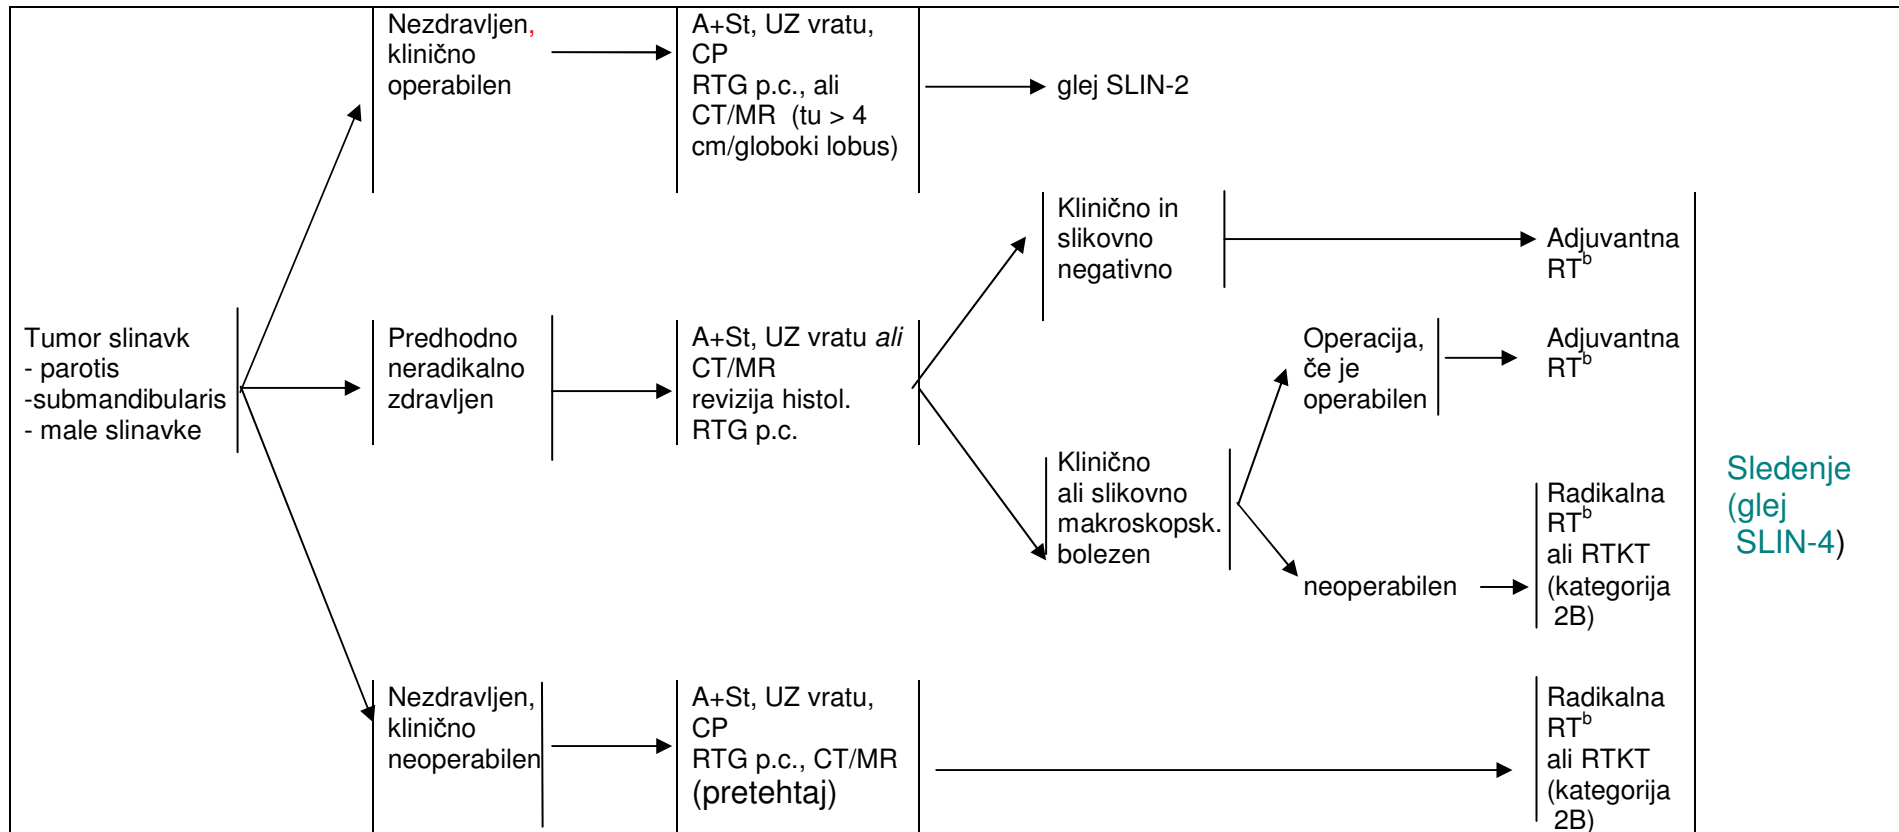 Tumor slinavk
- parotis
-submandibularis
- male slinavke
Nezdravljen,
klinično
operabilen
A+St, UZ vratu,
CP
RTG p.c., ali
CT/MR (tu > 4
cm/globoki lobus)
glej SLIN-2
Predhodno
neradikalno
zdravljen
A+St, UZ vratu ali
CT/MR
revizija histol.
RTG p.c.
Klinično in
slikovno
negativno
Adjuvantna
RTb
Klinično
ali slikovno
makroskopsk.
bolezen
Operacija,
če je
operabilen
Adjuvantna
RTb
neoperabilen
Radikalna
RTb
ali RTKT
(kategorija
2B)
Nezdravljen,
klinično
neoperabilen
A+St, UZ vratu,
CP
RTG p.c., CT/MR
(pretehtaj)
Radikalna
RTb
ali RTKT
(kategorija
2B)
Sledenje
(glej
SLIN-4)